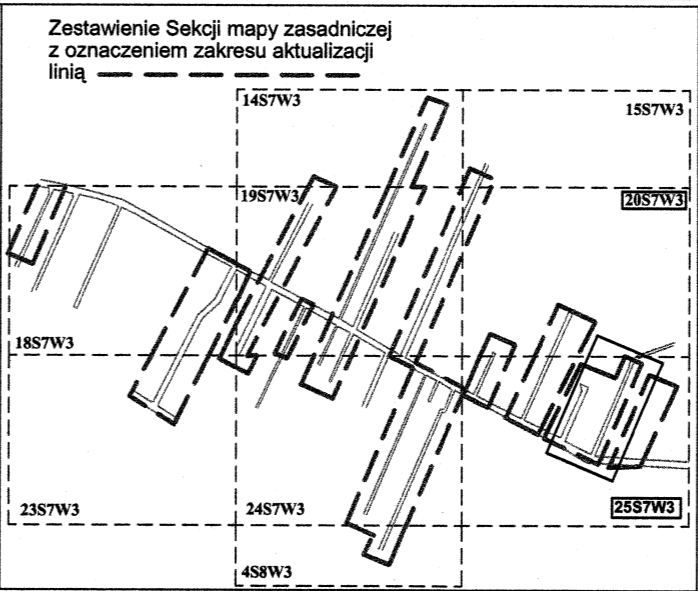 Zestawienie Sekcji mapy zasadniczej
z oznaczeniem zakresu aktualizacji
linią
14S7W3
15S7W3
19S7W3
20S7W3
18S7W3
23S7W3
24S7W3
25S7W3
4S8W3